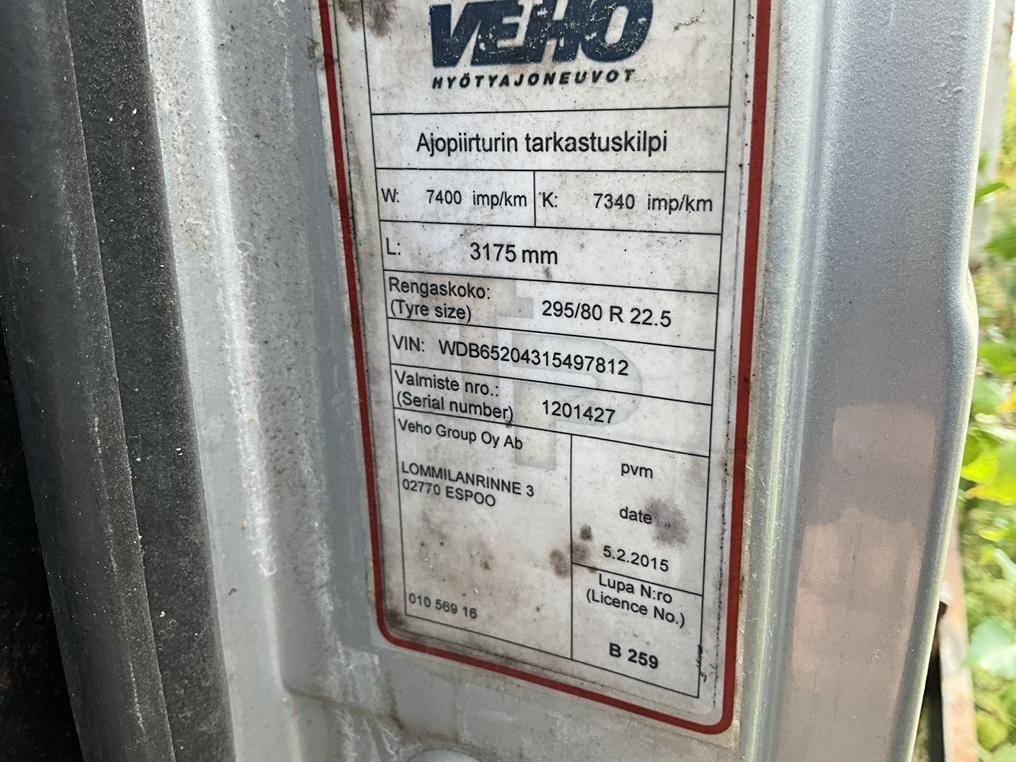 VEHO
HYÖTYAJONEUVOT
Ajopiirturin tarkastuskilpi
W: 7400 imp/km K: 7340 imp/km
L: 3175 mm
Rengaskoko:
(Tyre size) 295/80 R 22.5
VIN: WDB65204315497812
Valmiste nro.:
(Serial number) 1201427
Veho Group Oy Ab
LOMMILANRINNE 3
02770 ESPOO
010 569 16
pvm
date
5.2.2015
Lupa N:ro
(Licence No.)
B 259